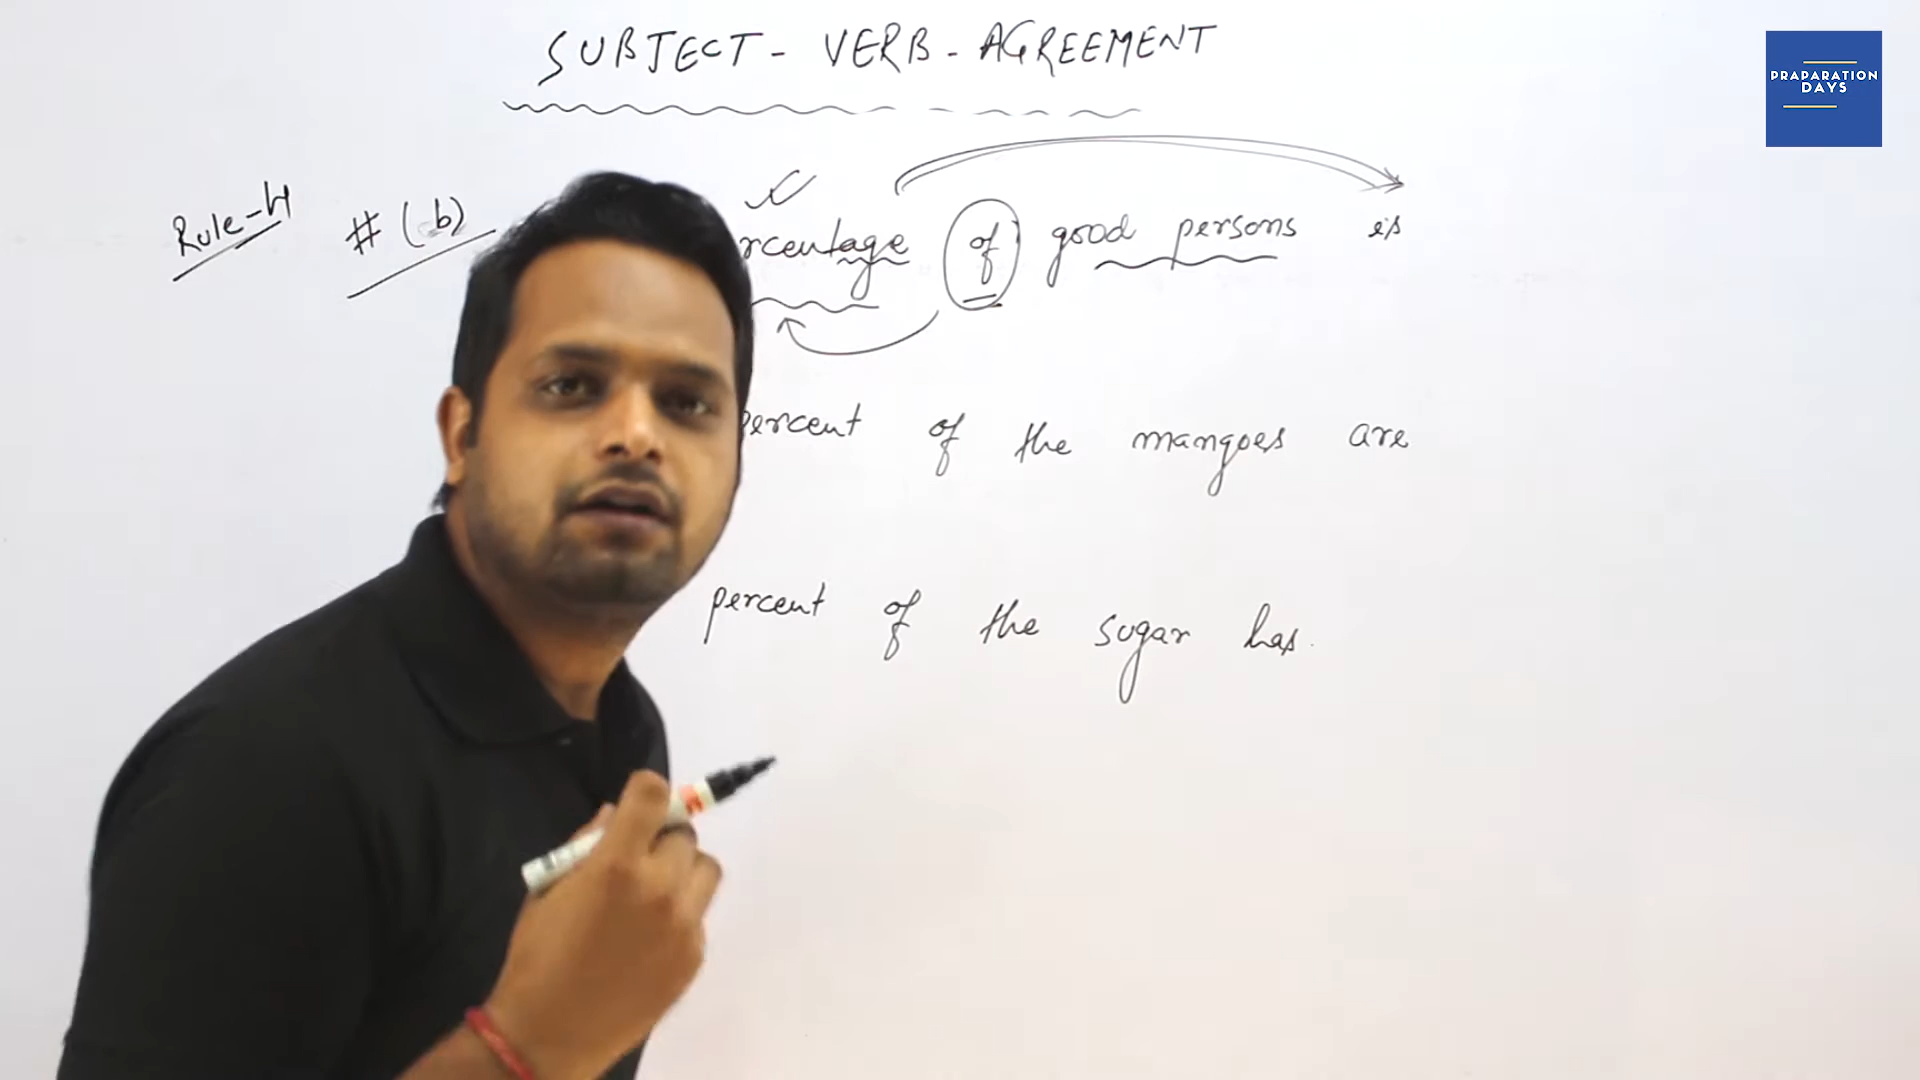 SUBJECT - VERB - AGREEMENT
PRAPARATION
DAYS
Rule-4 # (b) rcentage of good persons is
percent of the mangoes are
percent of the sugar has.